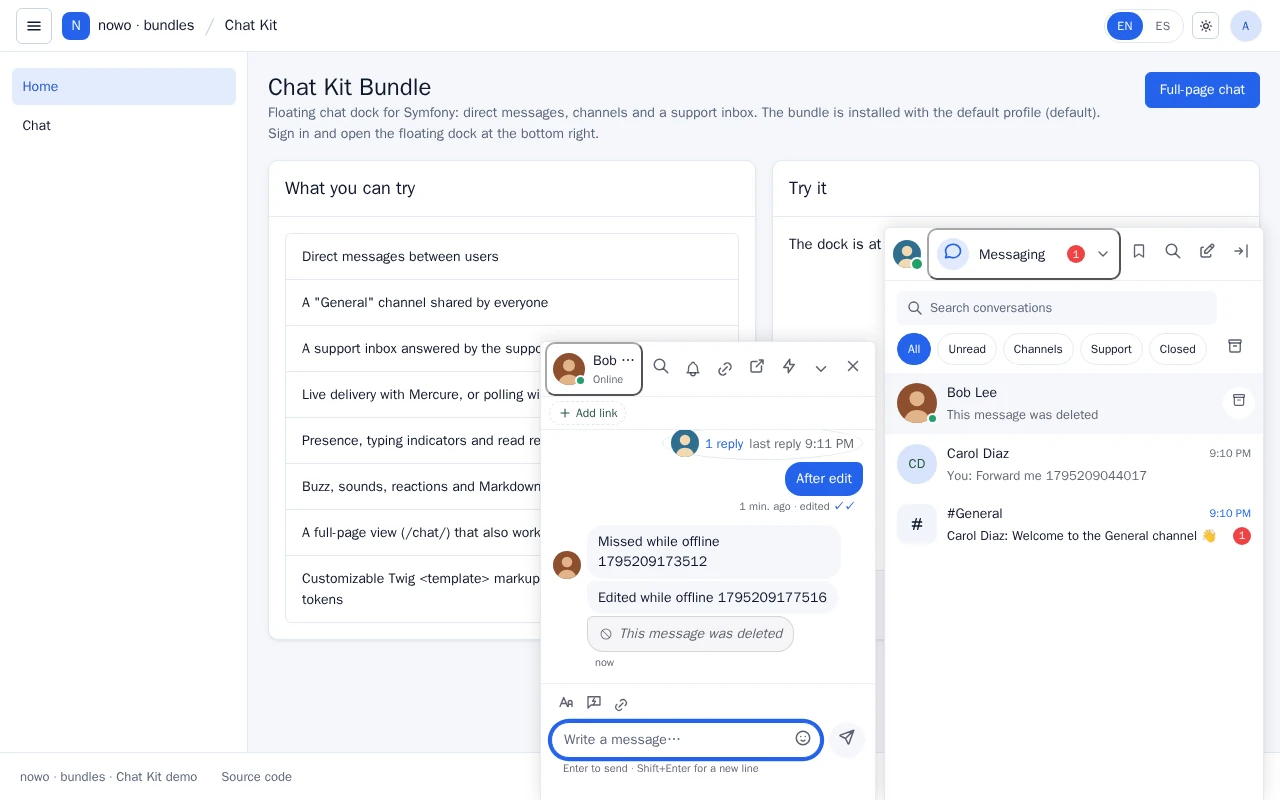 N nowo · bundles / Chat Kit
EN ES A
Home
Chat
Chat Kit Bundle
Full-page chat
Floating chat dock for Symfony: direct messages, channels and a support inbox. The bundle is installed with the default profile (default).
Sign in and open the floating dock at the bottom right.
What you can try
Direct messages between users
A "General" channel shared by everyone
A support inbox answered by the suppo
Live delivery with Mercure, or polling wi
Presence, typing indicators and read re
Buzz, sounds, reactions and Markdown
A full-page view (/chat/) that also work
Customizable Twig <template> markup
tokens
Try it
The dock is at
Bob ···
Online
+ Add link
1 reply last reply 9:11 PM
After edit
1 min. ago · edited ✓✓
Missed while offline
1795209173512
Edited while offline 1795209177516
This message was deleted
now
Write a message···
Enter to send · Shift+Enter for a new line
Messaging 1
Search conversations
All Unread Channels Support Closed
Bob Lee
This message was deleted
CD
Carol Diaz 9:10 PM
You: Forward me 1795209044017
#
#General 9:10 PM
Carol Diaz: Welcome to the General channel 👋 1
nowo · bundles · Chat Kit demo Source code